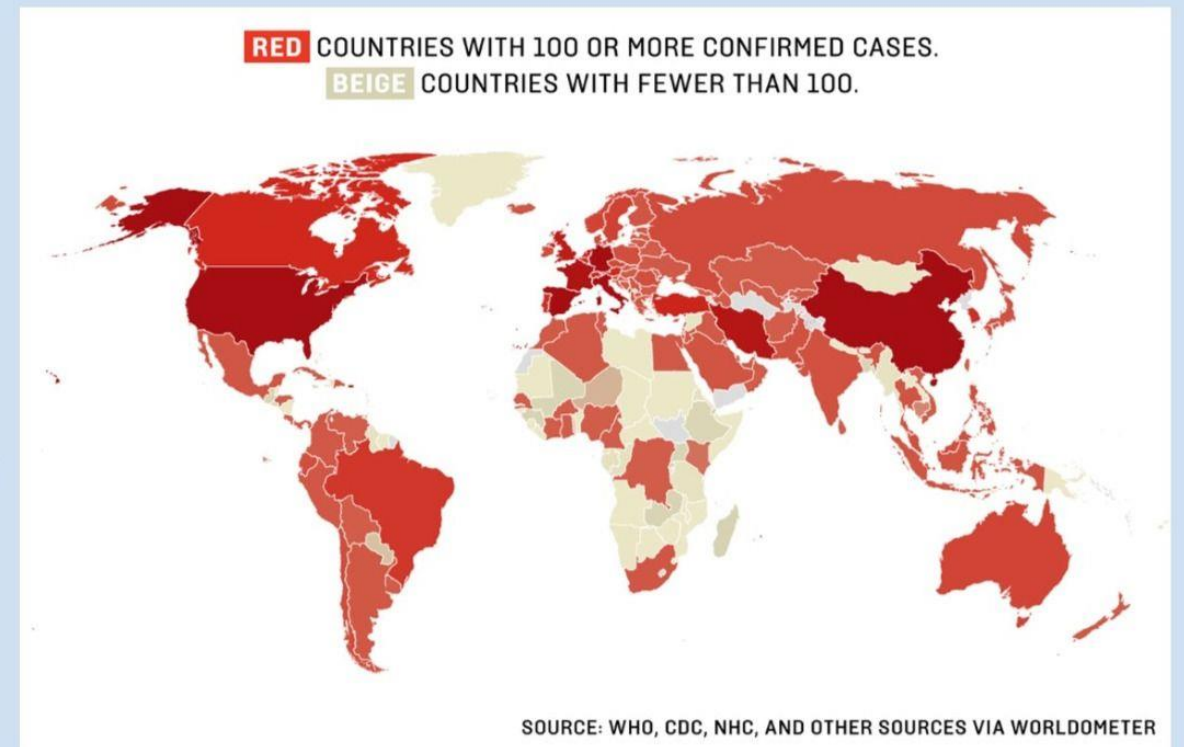 RED COUNTRIES WITH 100 OR MORE CONFIRMED CASES.
BEIGE COUNTRIES WITH FEWER THAN 100.
SOURCE: WHO, CDC, NHC, AND OTHER SOURCES VIA WORLDOMETER